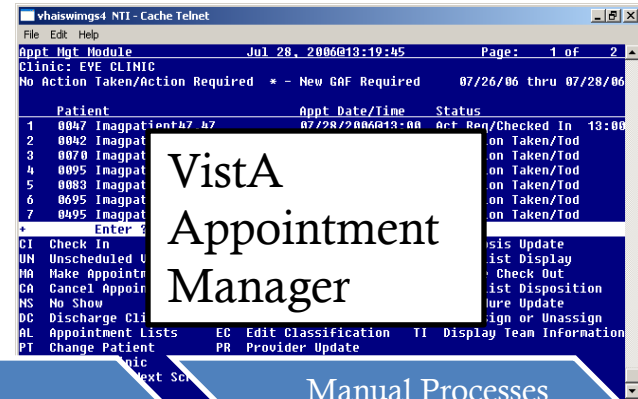 vhaiswimgs4 NTI - Cache Telnet
File Edit Help
Appt Mgt Module Jul 28, 2006@13:19:45 Page: 1 of 2
Clinic: EYE CLINIC
No Action Taken/Action Required * - New GAF Required 07/26/06 thru 07/28/06
Patient Appt Date/Time Status
1 0047 Imagpatient47,47 07/28/2006@13:00 Act Req/Checked In 13:00
2 0042 Imagpat on Taken/Tod
3 0070 Imagpat on Taken/Tod
4 0095 Imagpat on Taken/Tod
5 0083 Imagpat on Taken/Tod
6 0695 Imagpat on Taken/Tod
7 0495 Imagpat on Taken/Tod
+ Enter ?
CI Check In osis Update
UN Unscheduled ist Display
MA Make Appointm Check Out
CA Cancel Appoin ist Disposition
NS No Show dure Update
DC Discharge Cli ign or Unassign
AL Appointment Lists EC Edit Classification TI Display Team Information
PT Change Patient PR Provider Update
nic
ext Scr
VistA
Appointment
Manager
Manual Processes